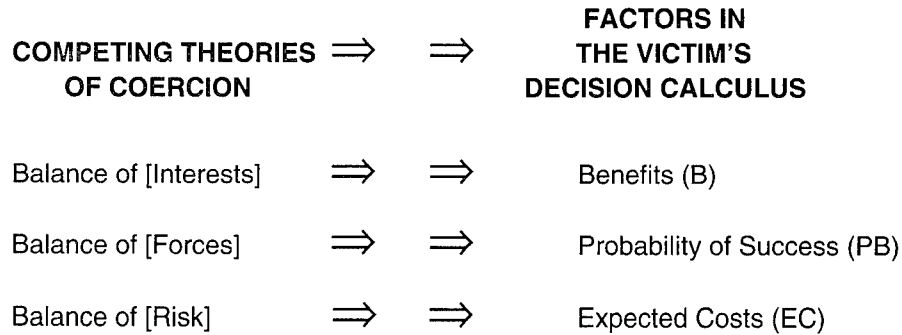 COMPETING THEORIES ⇒ ⇒ FACTORS IN
OF COERCION THE VICTIM'S
DECISION CALCULUS
Balance of [Interests] ⇒ ⇒ Benefits (B)
Balance of [Forces] ⇒ ⇒ Probability of Success (PB)
Balance of [Risk] ⇒ ⇒ Expected Costs (EC)